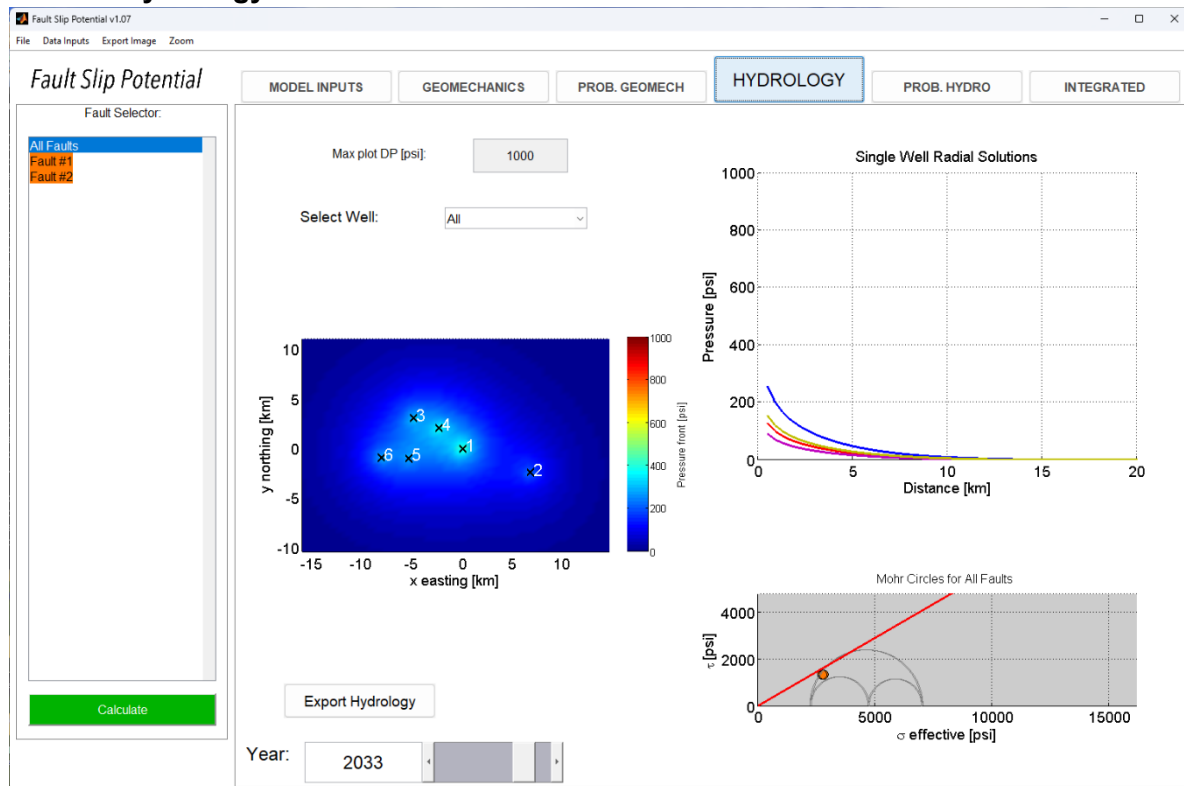 Fault Slip Potential v1.07
File Data Inputs Export Image Zoom
Fault Slip Potential
MODEL INPUTS GEOMECHANICS PROB. GEOMECH HYDROLOGY PROB. HYDRO INTEGRATED
Fault Selector:
All Faults
Fault #1
Fault #2
Calculate
Max plot DP [psi]: 1000
Select Well: All
10
5
0
-5
-10
y northing [km]
-15 -10 -5 0 5 10
x easting [km]
3
4
1
6 5
2
1000
800
600
400
200
0
Pressure front [psi]
Export Hydrology
Year: 2033
Single Well Radial Solutions
1000
800
600
400
200
0
Pressure [psi]
0 5 10 15 20
Distance [km]
Mohr Circles for All Faults
4000
2000
0
τ [psi]
0 5000 10000 15000
σ effective [psi]